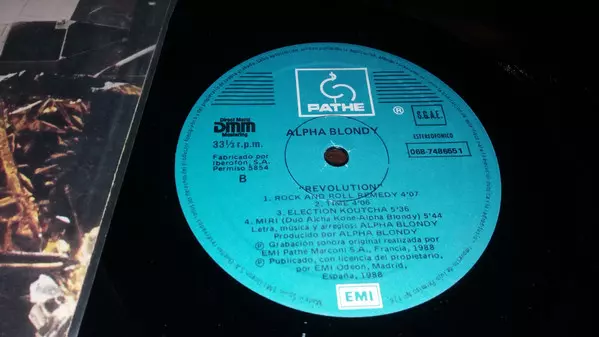 PATHE
®
ALPHA BLONDY
Direct Metal
DMM
Mastering
33⅓ r.p.m.
S.G.A.E.
ESTEREOFONICO
068-7486651
Fabricado por
Iberofon, S.A.
Permiso 5854
B
"REVOLUTION"
1. ROCK AND ROLL REMEDY 4'07
2. TIME 4'06
3. ELECTION KOUTCHA 5'36
4. MIRI (Duo Aicha Kone-Alpha Blondy) 5'44
Letra, música y arreglos: ALPHA BLONDY
Producido por ALPHA BLONDY
Ⓟ Grabación sonora original realizada por
EMI Pathe Marconi S.A., Francia, 1988
Ⓟ Publicado, con licencia del propietario,
por EMI Odeon, Madrid,
España, 1988
EMI